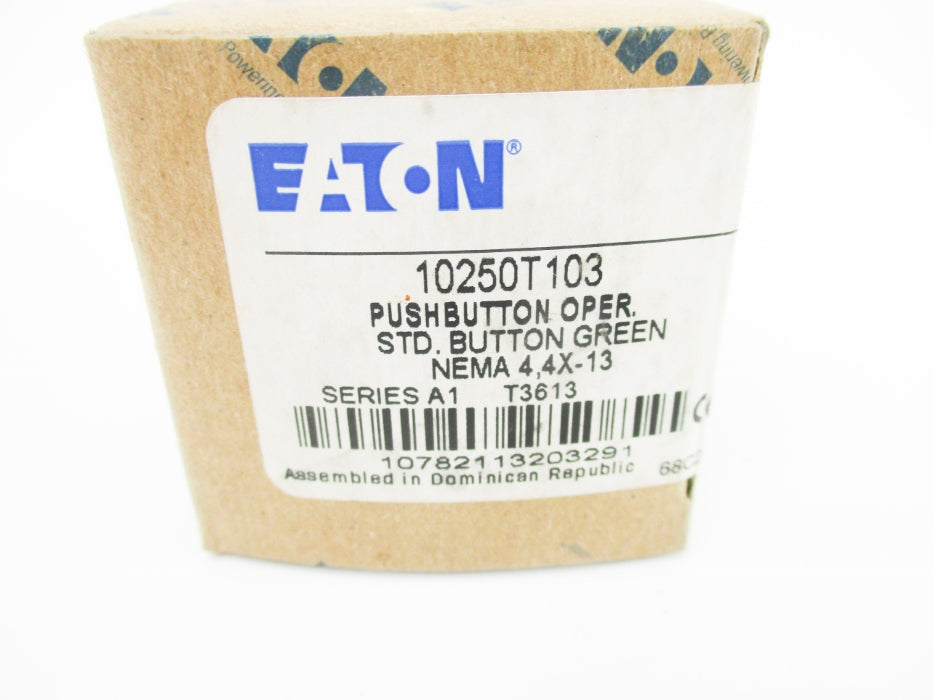 Powering
EATON®
10250T103
PUSHBUTTON OPER.
STD. BUTTON GREEN
NEMA 4,4X-13
SERIES A1 T3613
10782113203291
Assembled in Dominican Republic